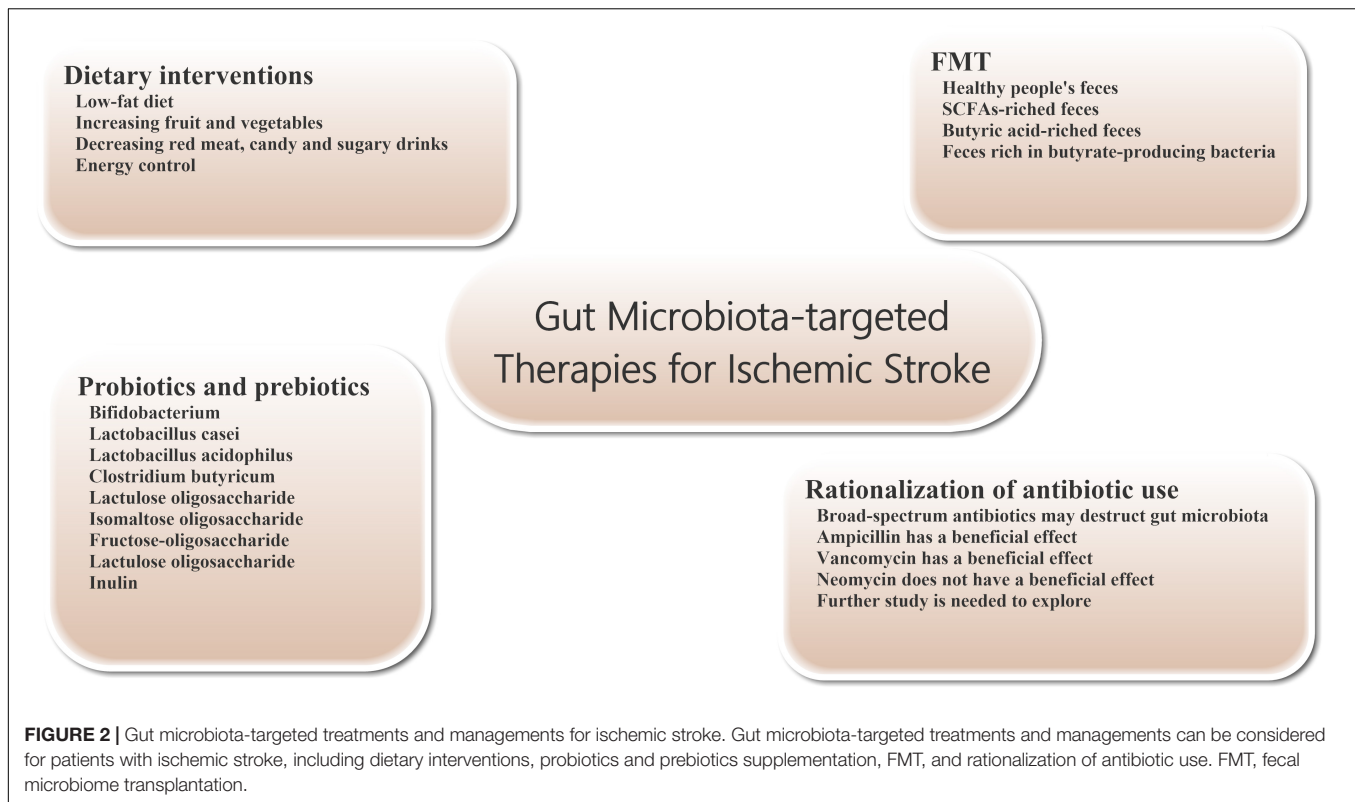 Dietary interventions
Low-fat diet
Increasing fruit and vegetables
Decreasing red meat, candy and sugary drinks
Energy control
FMT
Healthy people's feces
SCFAs-riched feces
Butyric acid-riched feces
Feces rich in butyrate-producing bacteria
Gut Microbiota-targeted
Therapies for Ischemic Stroke
Probiotics and prebiotics
Bifidobacterium
Lactobacillus casei
Lactobacillus acidophilus
Clostridium butyricum
Lactulose oligosaccharide
Isomaltose oligosaccharide
Fructose-oligosaccharide
Lactulose oligosaccharide
Inulin
Rationalization of antibiotic use
Broad-spectrum antibiotics may destruct gut microbiota
Ampicillin has a beneficial effect
Vancomycin has a beneficial effect
Neomycin does not have a beneficial effect
Further study is needed to explore
FIGURE 2 | Gut microbiota-targeted treatments and managements for ischemic stroke. Gut microbiota-targeted treatments and managements can be considered
for patients with ischemic stroke, including dietary interventions, probiotics and prebiotics supplementation, FMT, and rationalization of antibiotic use. FMT, fecal
microbiome transplantation.